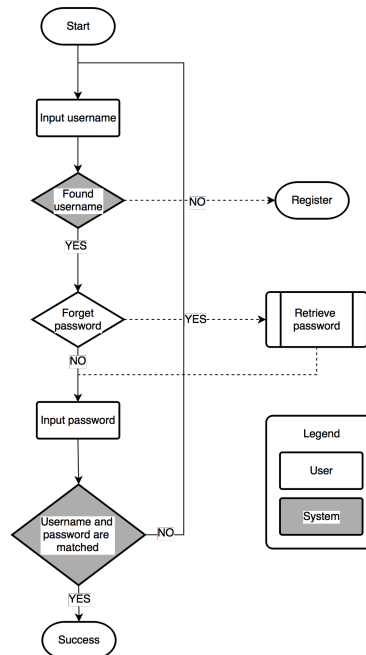 Start
Input username
Found
username
NO
Register
YES
Forget
password
YES
Retrieve
password
NO
Input password
Legend
User
System
Username and
password are
matched
NO
YES
Success